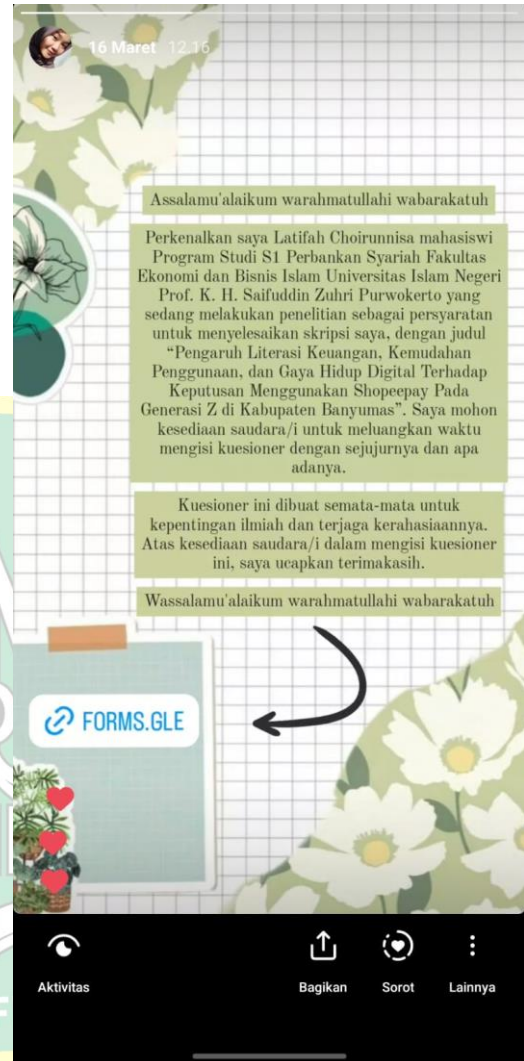 16 Maret 12.16
Assalamu'alaikum warahmatullahi wabarakatuh
Perkenalkan saya Latifah Choirunnisa mahasiswi
Program Studi S1 Perbankan Syariah Fakultas
Ekonomi dan Bisnis Islam Universitas Islam Negeri
Prof. K. H. Saifuddin Zuhri Purwokerto yang
sedang melakukan penelitian sebagai persyaratan
untuk menyelesaikan skripsi saya, dengan judul
“Pengaruh Literasi Keuangan, Kemudahan
Penggunaan, dan Gaya Hidup Digital Terhadap
Keputusan Menggunakan Shopeepay Pada
Generasi Z di Kabupaten Banyumas”. Saya mohon
kesediaan saudara/i untuk meluangkan waktu
mengisi kuesioner dengan sejujurnya dan apa
adanya.
Kuesioner ini dibuat semata-mata untuk
kepentingan ilmiah dan terjaga kerahasiaannya.
Atas kesediaan saudara/i dalam mengisi kuesioner
ini, saya ucapkan terimakasih.
Wassalamu'alaikum warahmatullahi wabarakatuh
FORMS.GLE
Aktivitas Bagikan Sorot Lainnya